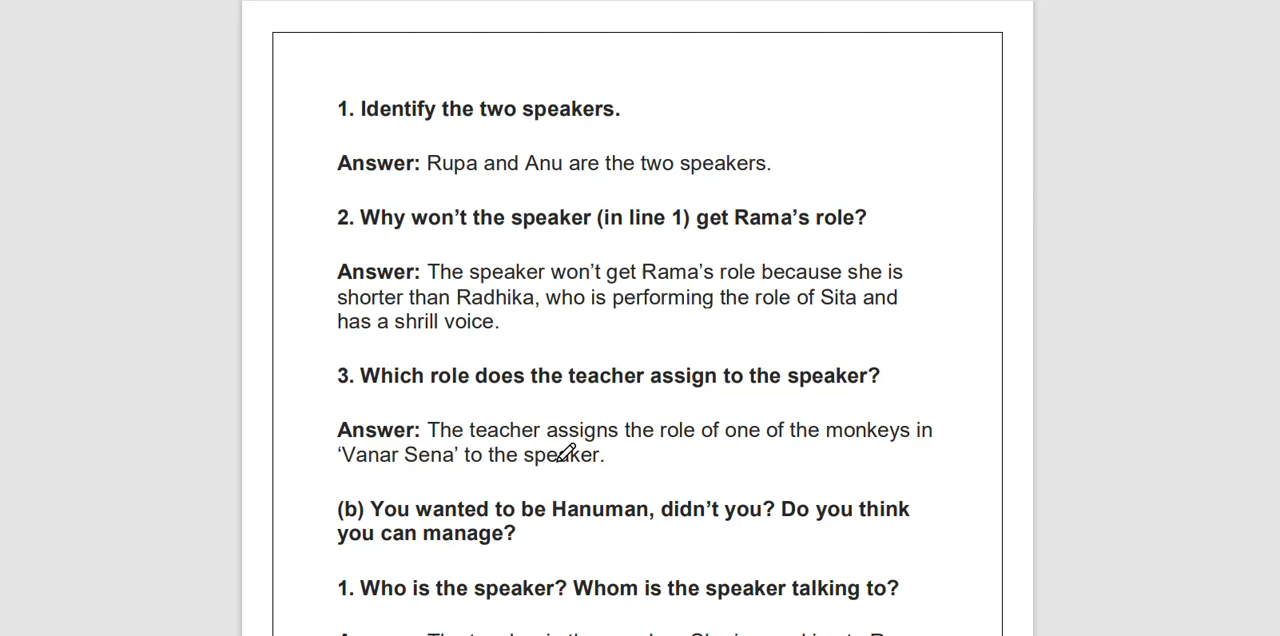 1. Identify the two speakers.
Answer: Rupa and Anu are the two speakers.
2. Why won’t the speaker (in line 1) get Rama’s role?
Answer: The speaker won’t get Rama’s role because she is
shorter than Radhika, who is performing the role of Sita and
has a shrill voice.
3. Which role does the teacher assign to the speaker?
Answer: The teacher assigns the role of one of the monkeys in
‘Vanar Sena’ to the speaker.
(b) You wanted to be Hanuman, didn’t you? Do you think
you can manage?
1. Who is the speaker? Whom is the speaker talking to?